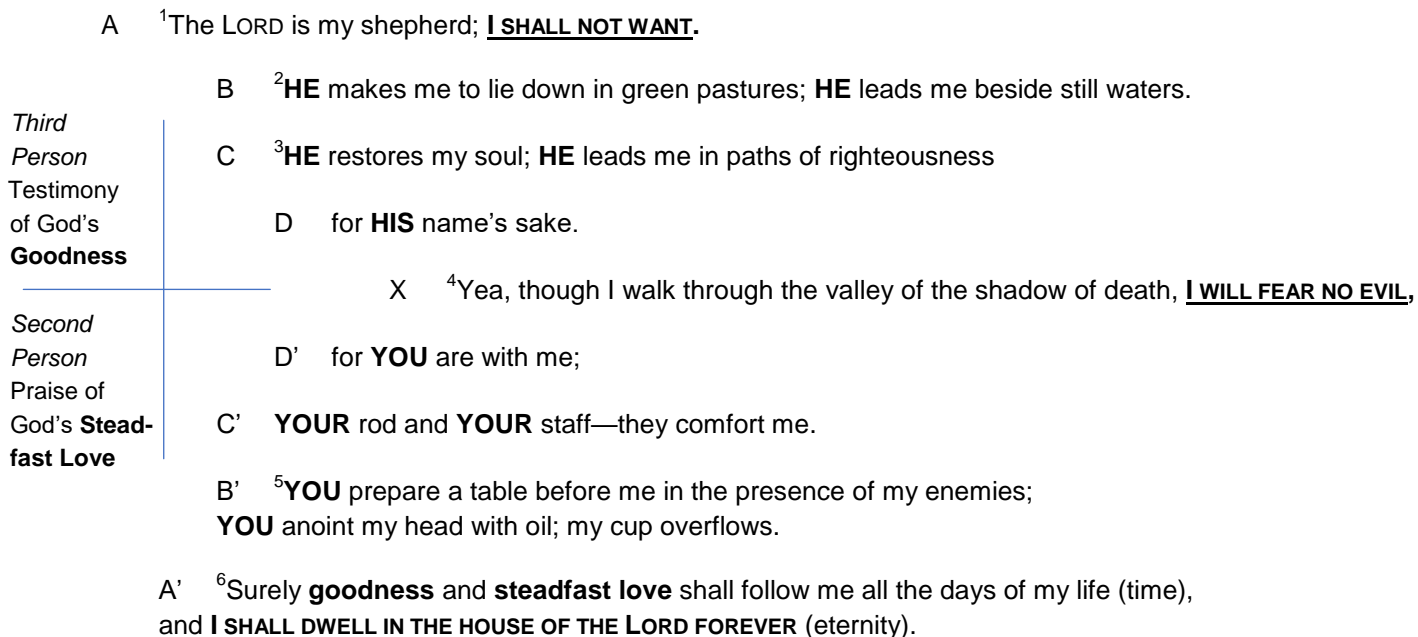 A ¹The LORD is my shepherd; I SHALL NOT WANT.
B ²HE makes me to lie down in green pastures; HE leads me beside still waters.
Third
Person
Testimony
of God's
Goodness
C ³HE restores my soul; HE leads me in paths of righteousness
D for HIS name's sake.
X ⁴Yea, though I walk through the valley of the shadow of death, I WILL FEAR NO EVIL,
Second
Person
Praise of
God's Stead-
fast Love
D' for YOU are with me;
C' YOUR rod and YOUR staff—they comfort me.
B' ⁵YOU prepare a table before me in the presence of my enemies;
YOU anoint my head with oil; my cup overflows.
A' ⁶Surely goodness and steadfast love shall follow me all the days of my life (time),
and I SHALL DWELL IN THE HOUSE OF THE LORD FOREVER (eternity).